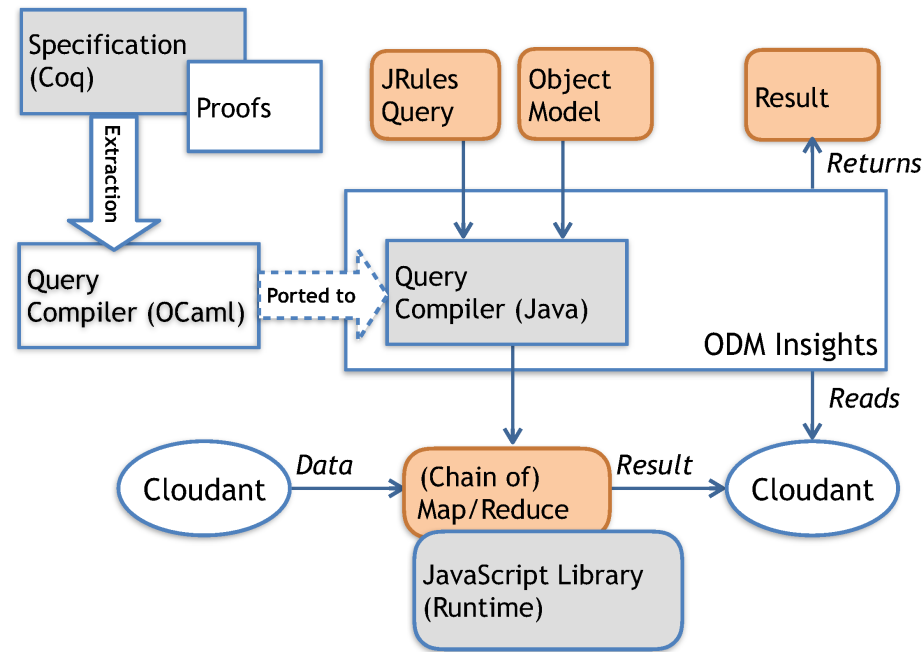 Specification
(Coq)
Proofs
JRules
Query
Object
Model
Result
Extraction
Returns
Query
Compiler (OCaml)
Ported to
Query
Compiler (Java)
ODM Insights
Reads
Cloudant
Data
(Chain of)
Map/Reduce
Result
Cloudant
JavaScript Library
(Runtime)